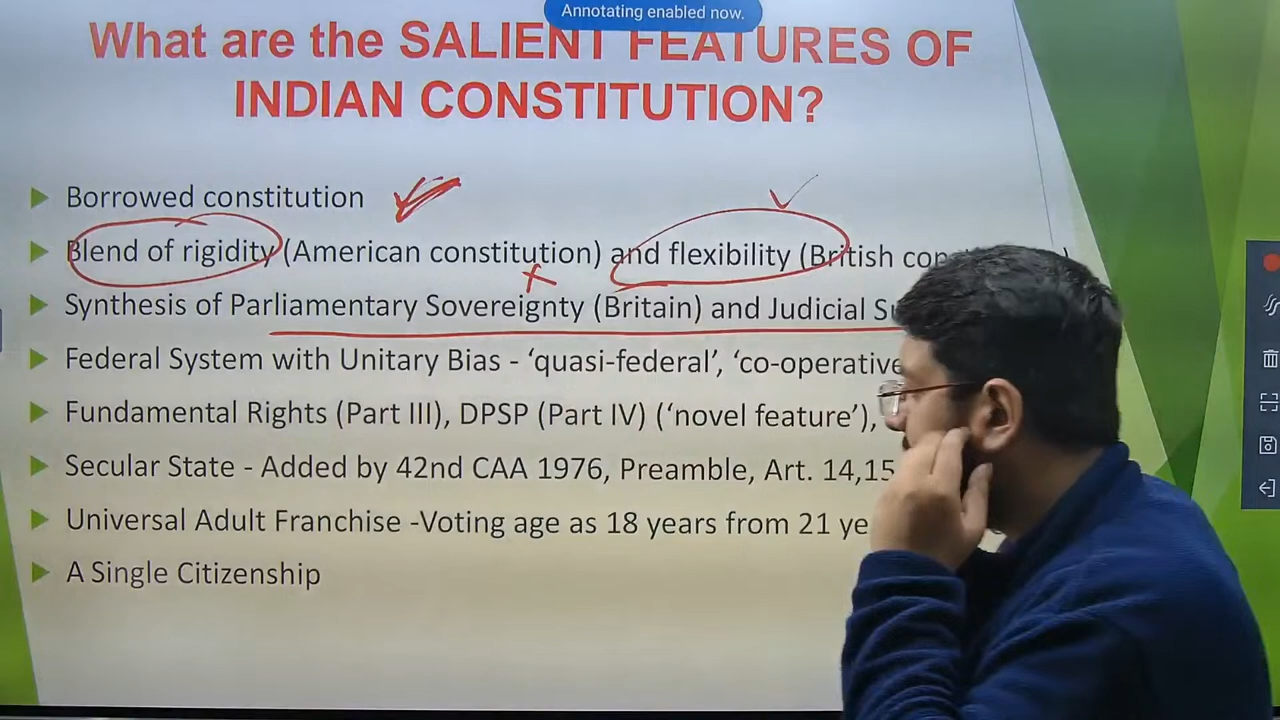 Annotating enabled now.
What are the SALIENT FEATURES OF
INDIAN CONSTITUTION?
Borrowed constitution
Blend of rigidity (American constitution) and flexibility (British
Synthesis of Parliamentary Sovereignty (Britain) and Judicial
Federal System with Unitary Bias - ‘quasi-federal’, ‘co-operative
Fundamental Rights (Part III), DPSP (Part IV) (‘novel feature’),
Secular State - Added by 42nd CAA 1976, Preamble, Art. 14,15
Universal Adult Franchise -Voting age as 18 years from 21
A Single Citizenship